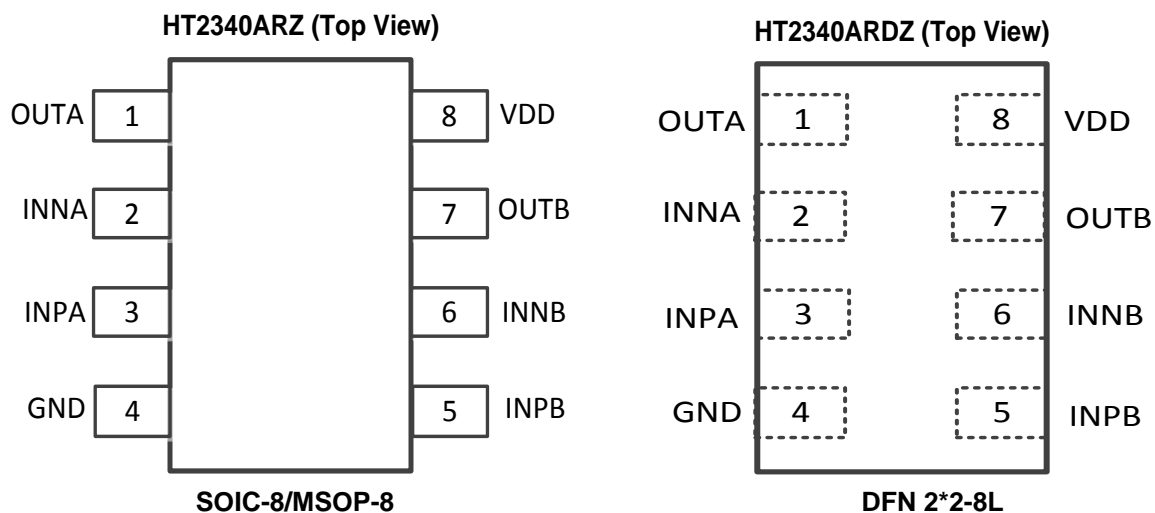 HT2340ARZ (Top View)
OUTA 1 8 VDD
INNA 2 7 OUTB
INPA 3 6 INNB
GND 4 5 INPB
SOIC-8/MSOP-8
HT2340ARDZ (Top View)
OUTA 1 8 VDD
INNA 2 7 OUTB
INPA 3 6 INNB
GND 4 5 INPB
DFN 2*2-8L